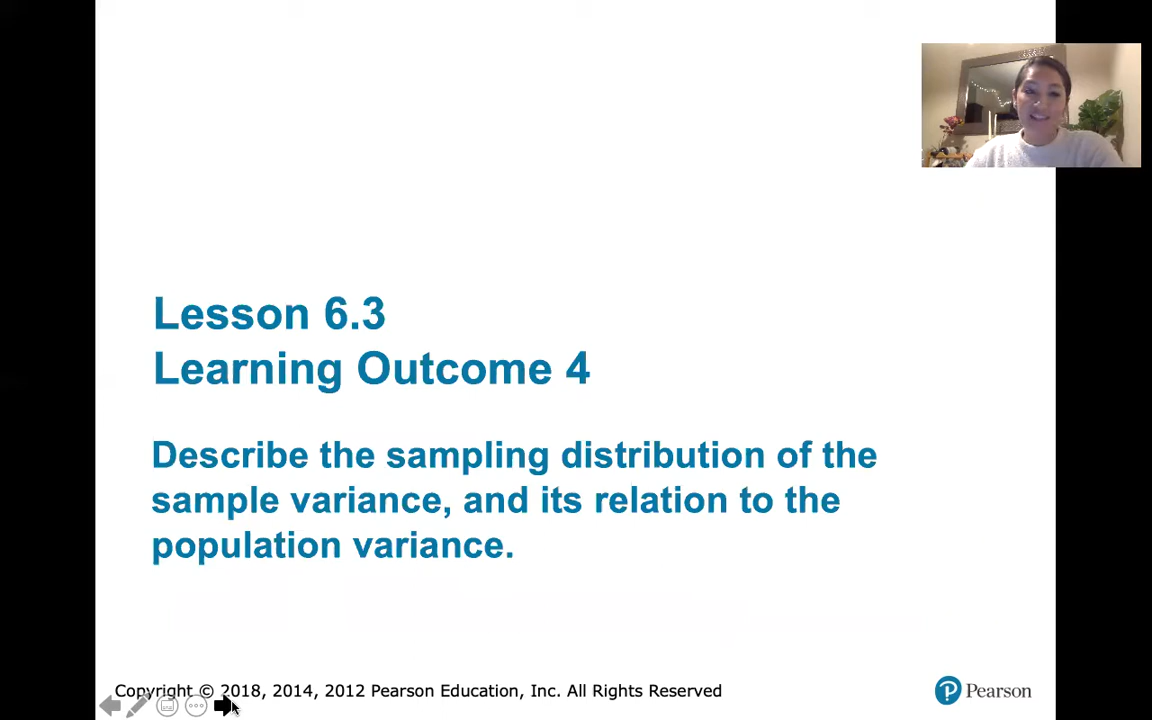 Lesson 6.3
Learning Outcome 4
Describe the sampling distribution of the
sample variance, and its relation to the
population variance.
Copyright © 2018, 2014, 2012 Pearson Education, Inc. All Rights Reserved
Pearson